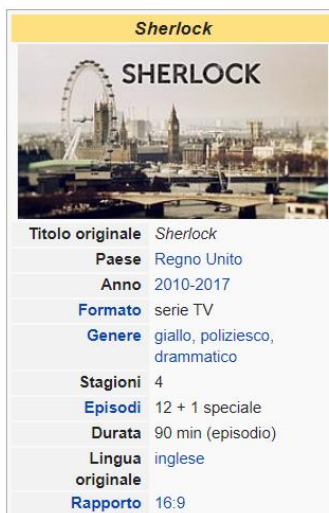 Sherlock
SHERLOCK
Titolo originale Sherlock
Paese Regno Unito
Anno 2010-2017
Formato serie TV
Genere giallo, poliziesco,
drammatico
Stagioni 4
Episodi 12 + 1 speciale
Durata 90 min (episodio)
Lingua inglese
originale
Rapporto 16:9